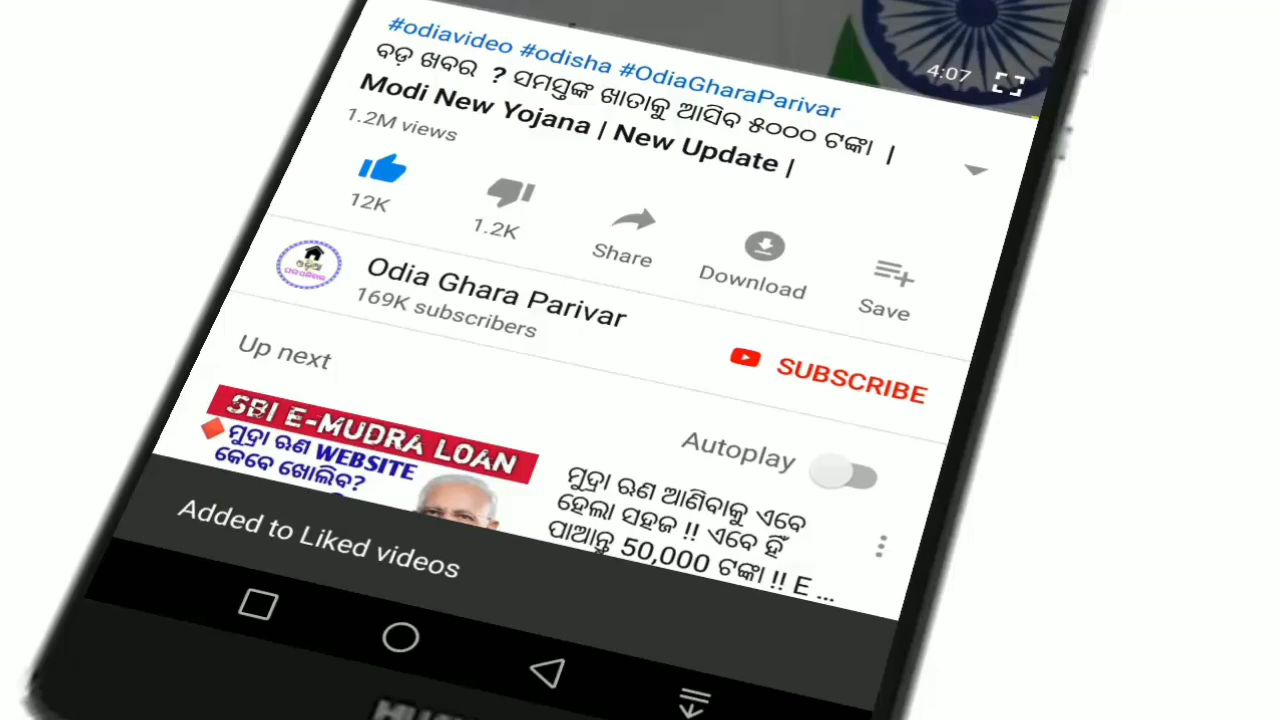 4:07
#odiavideo #odisha #OdiaGharaParivar
ବଡ଼ ଖବର ? ସମସ୍ତଙ୍କ ଖାତାକୁ ଆସିବ ୫୦୦୦ ଟଙ୍କା |
Modi New Yojana | New Update |
1.2M views
12K
1.2K
Share
Download
Save
Odia Ghara Parivar
169K subscribers
SUBSCRIBE
Up next
Autoplay
SBI E-MUDRA LOAN
ମୁଦ୍ରା ଋଣ WEBSITE
କେବେ ଖୋଲିବ?
ମୁଦ୍ରା ଋଣ ଆଣିବାକୁ ଏବେ
ହେଲା ସହଜ !! ଏବେ ହିଁ
ପାଆନ୍ତୁ 50,000 ଟଙ୍କା !! E ...
Added to Liked videos